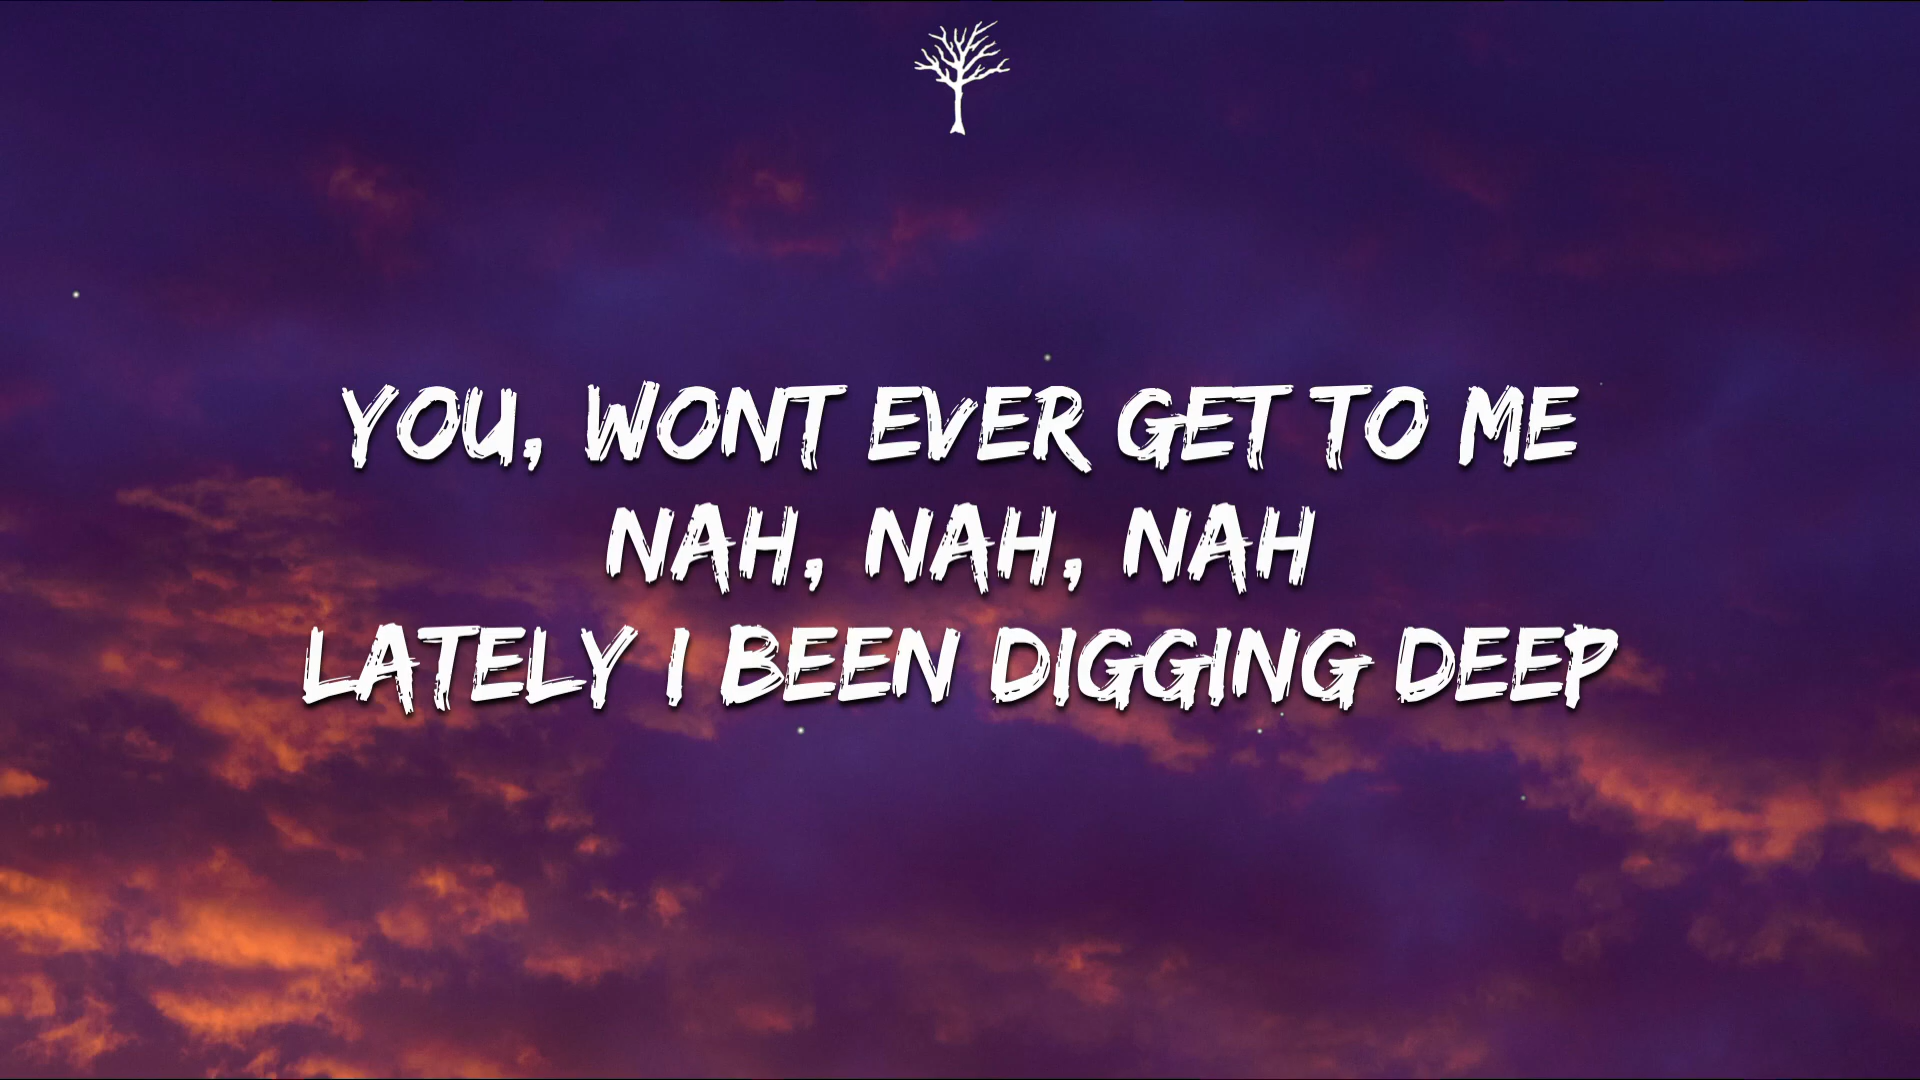 YOU, WONT EVER GET TO ME
NAH, NAH, NAH
LATELY I BEEN DIGGING DEEP